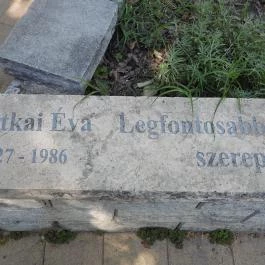 tkai Éva Legfontosabb
27 - 1986 szerep